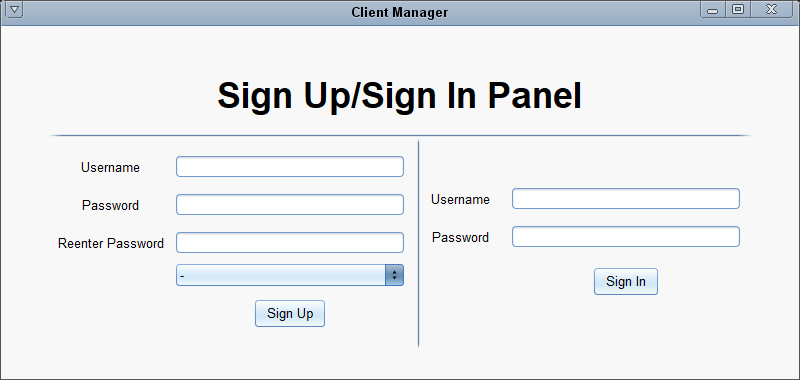 Client Manager
Sign Up/Sign In Panel
Username
Password
Reenter Password
-
Sign Up
Username
Password
Sign In